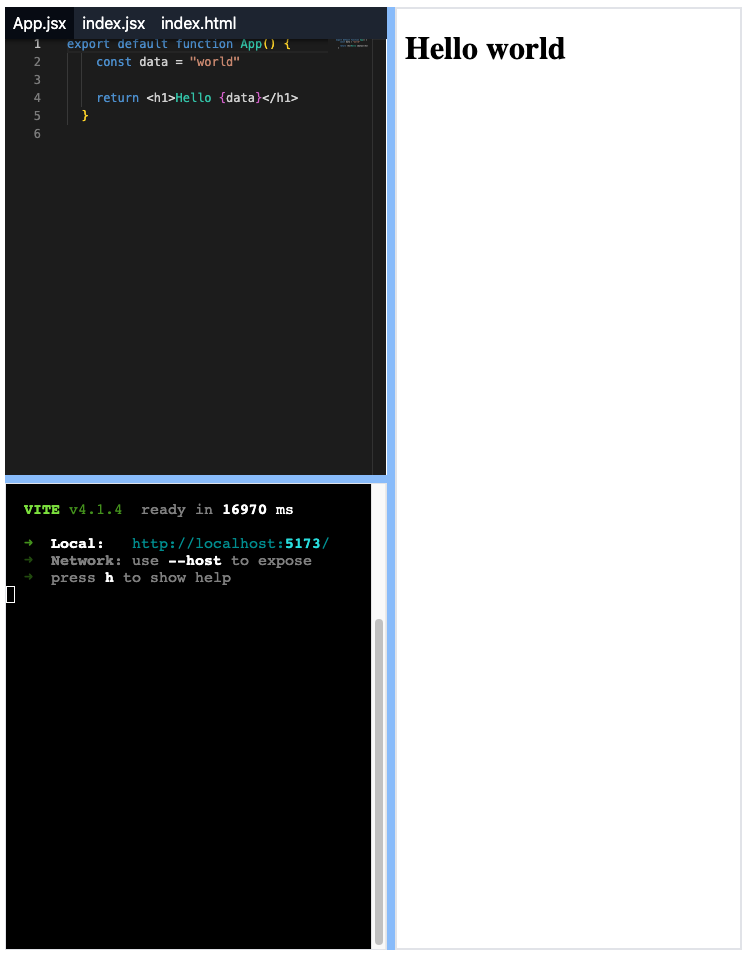 App.jsx index.jsx index.html
1 export default function App() {
2 const data = "world"
3
4 return <h1>Hello {data}</h1>
5 }
6
VITE v4.1.4 ready in 16970 ms
➜ Local: http://localhost:5173/
➜ Network: use --host to expose
➜ press h to show help
Hello world